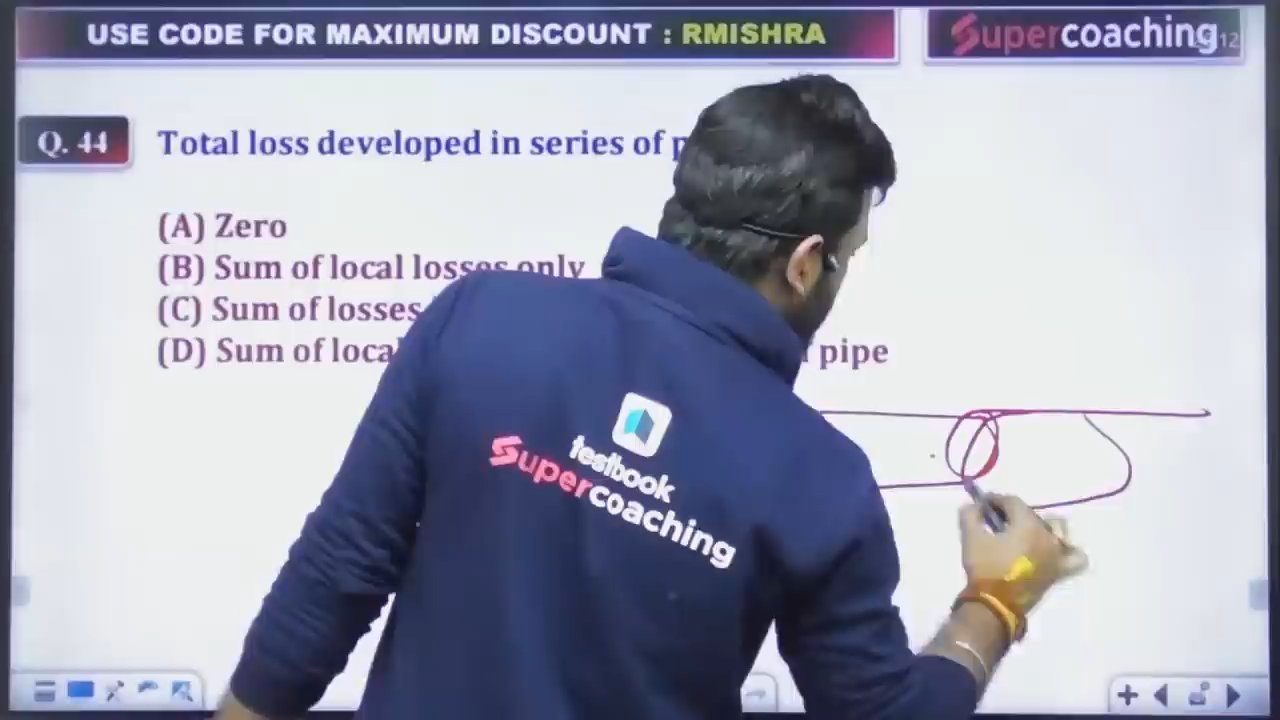 USE CODE FOR MAXIMUM DISCOUNT : RMISHRA
Supercoaching
12
Q. 44
Total loss developed in series of
(A) Zero
(B) Sum of local losses only
(C) Sum of losses
(D) Sum of pipe
testbook
Supercoaching